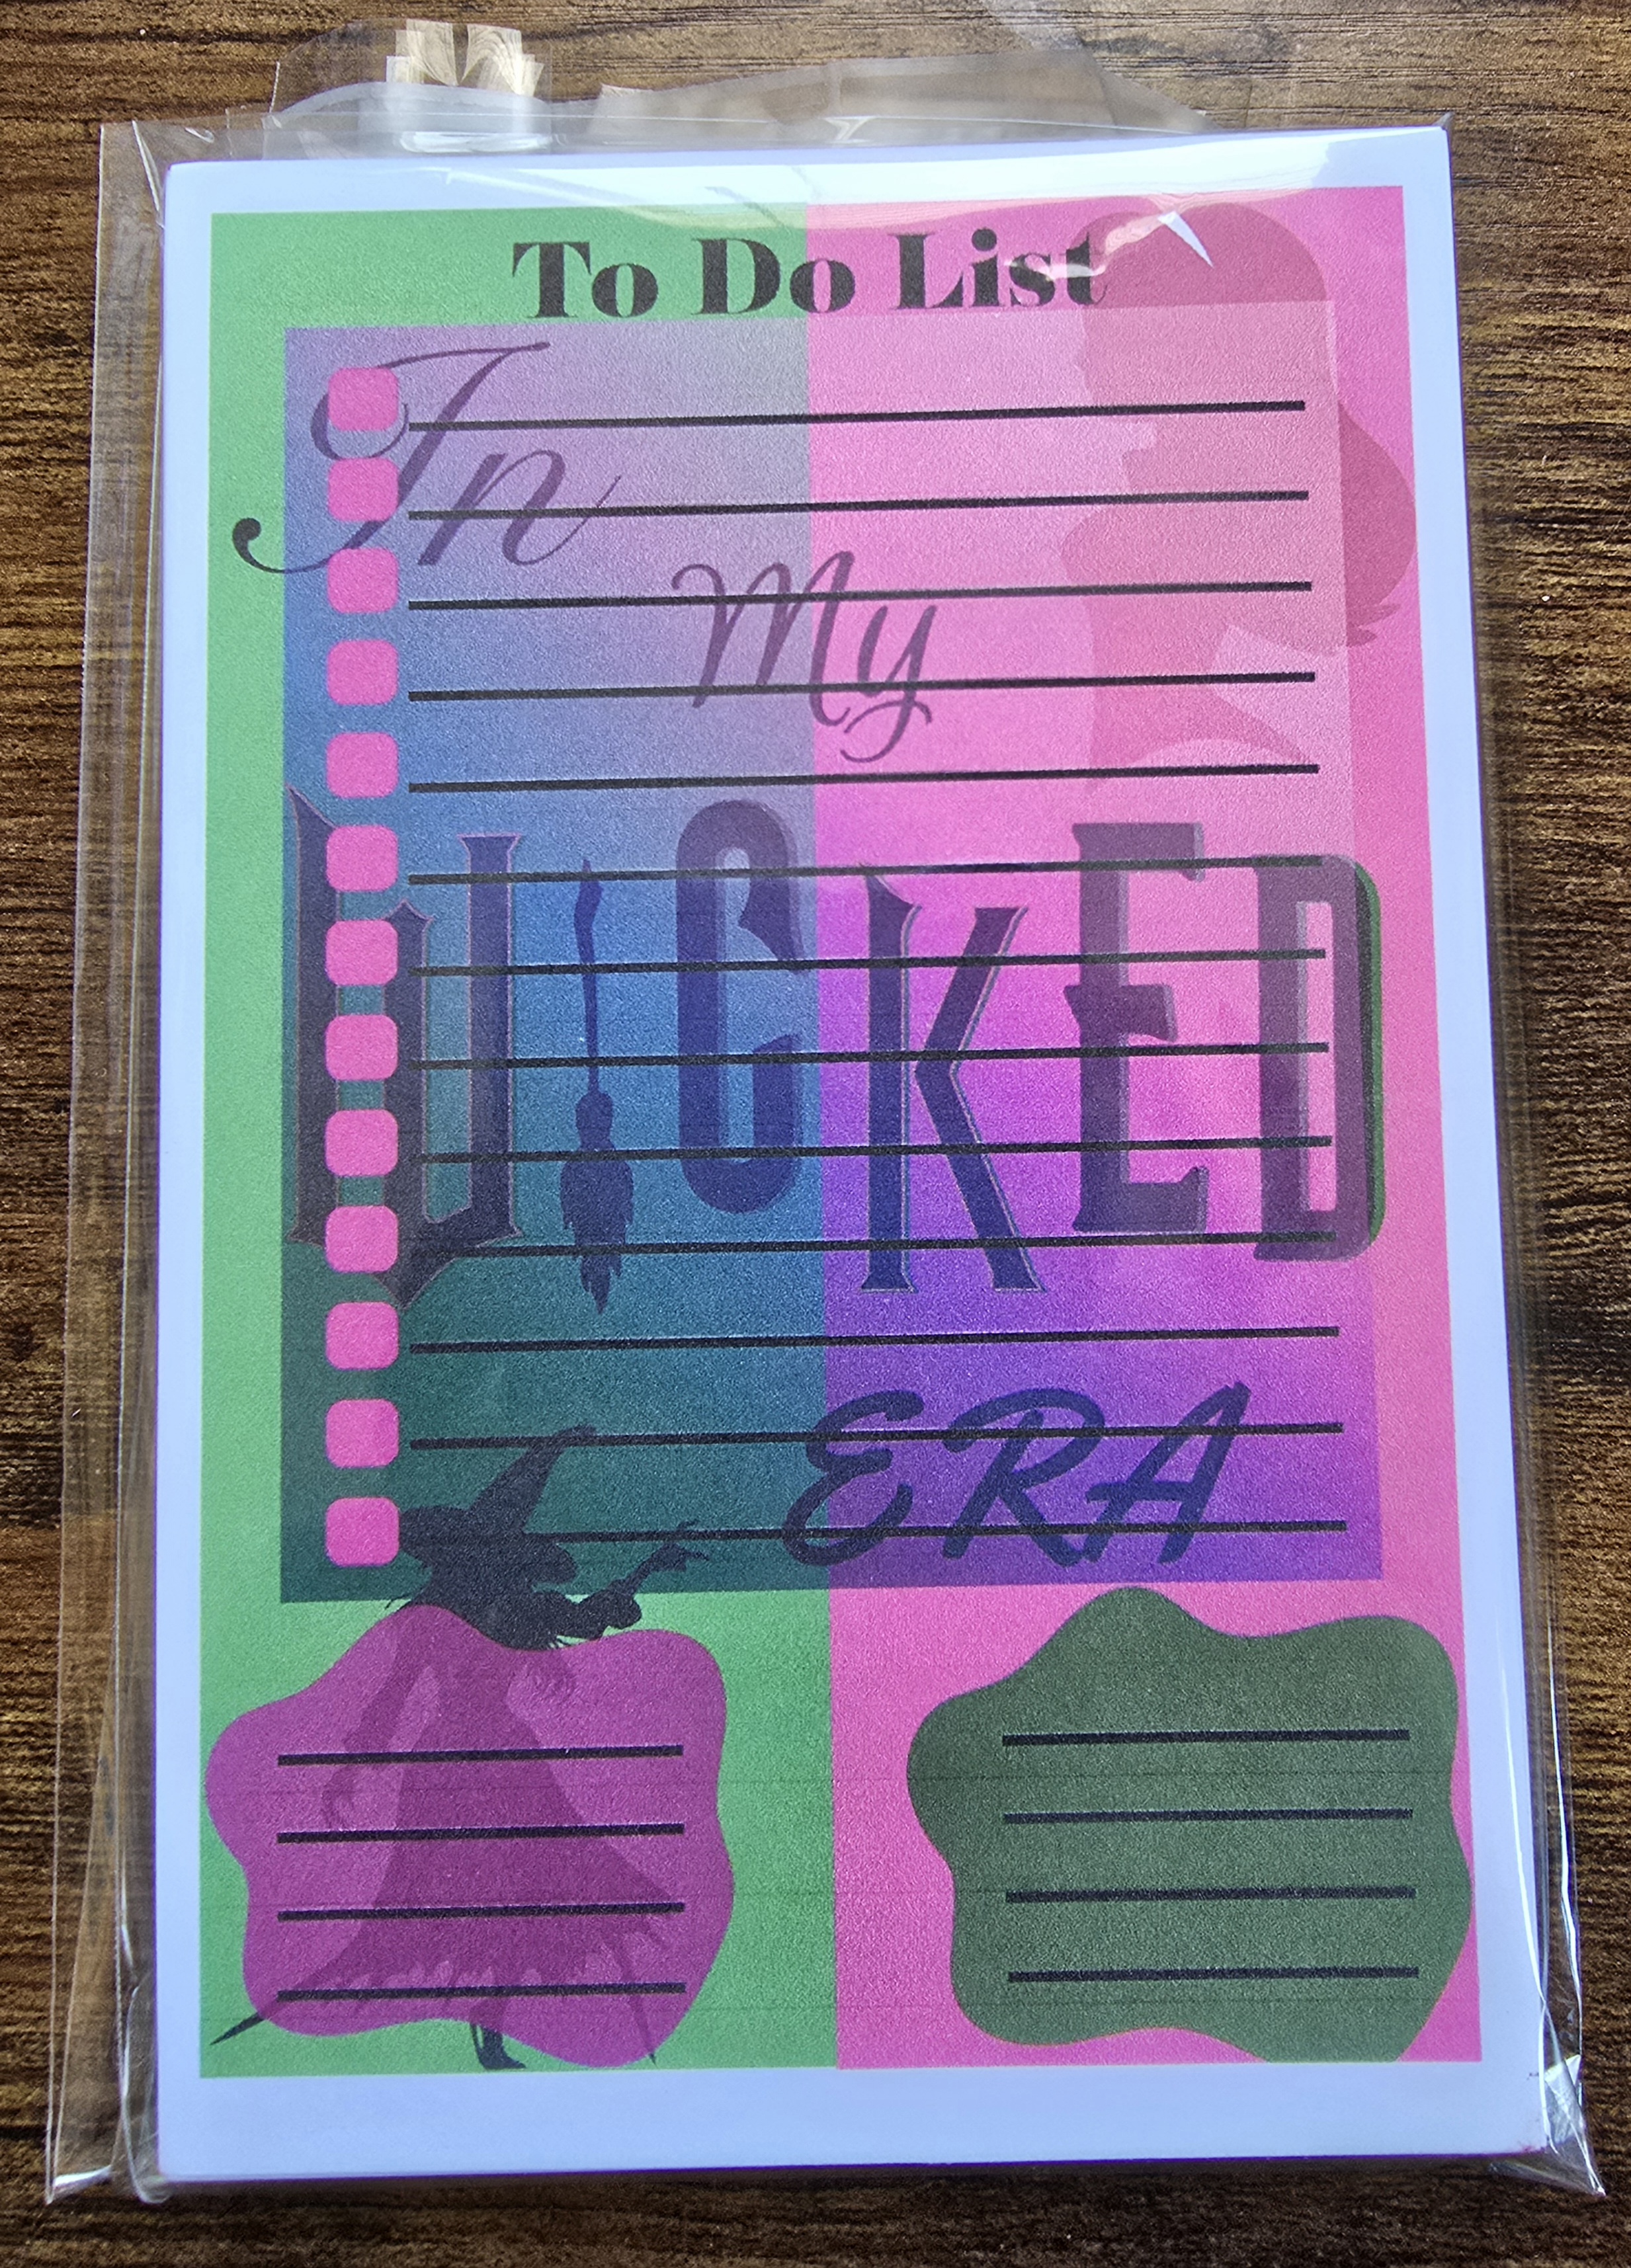 To Do List
In
My
WICKED
ERA